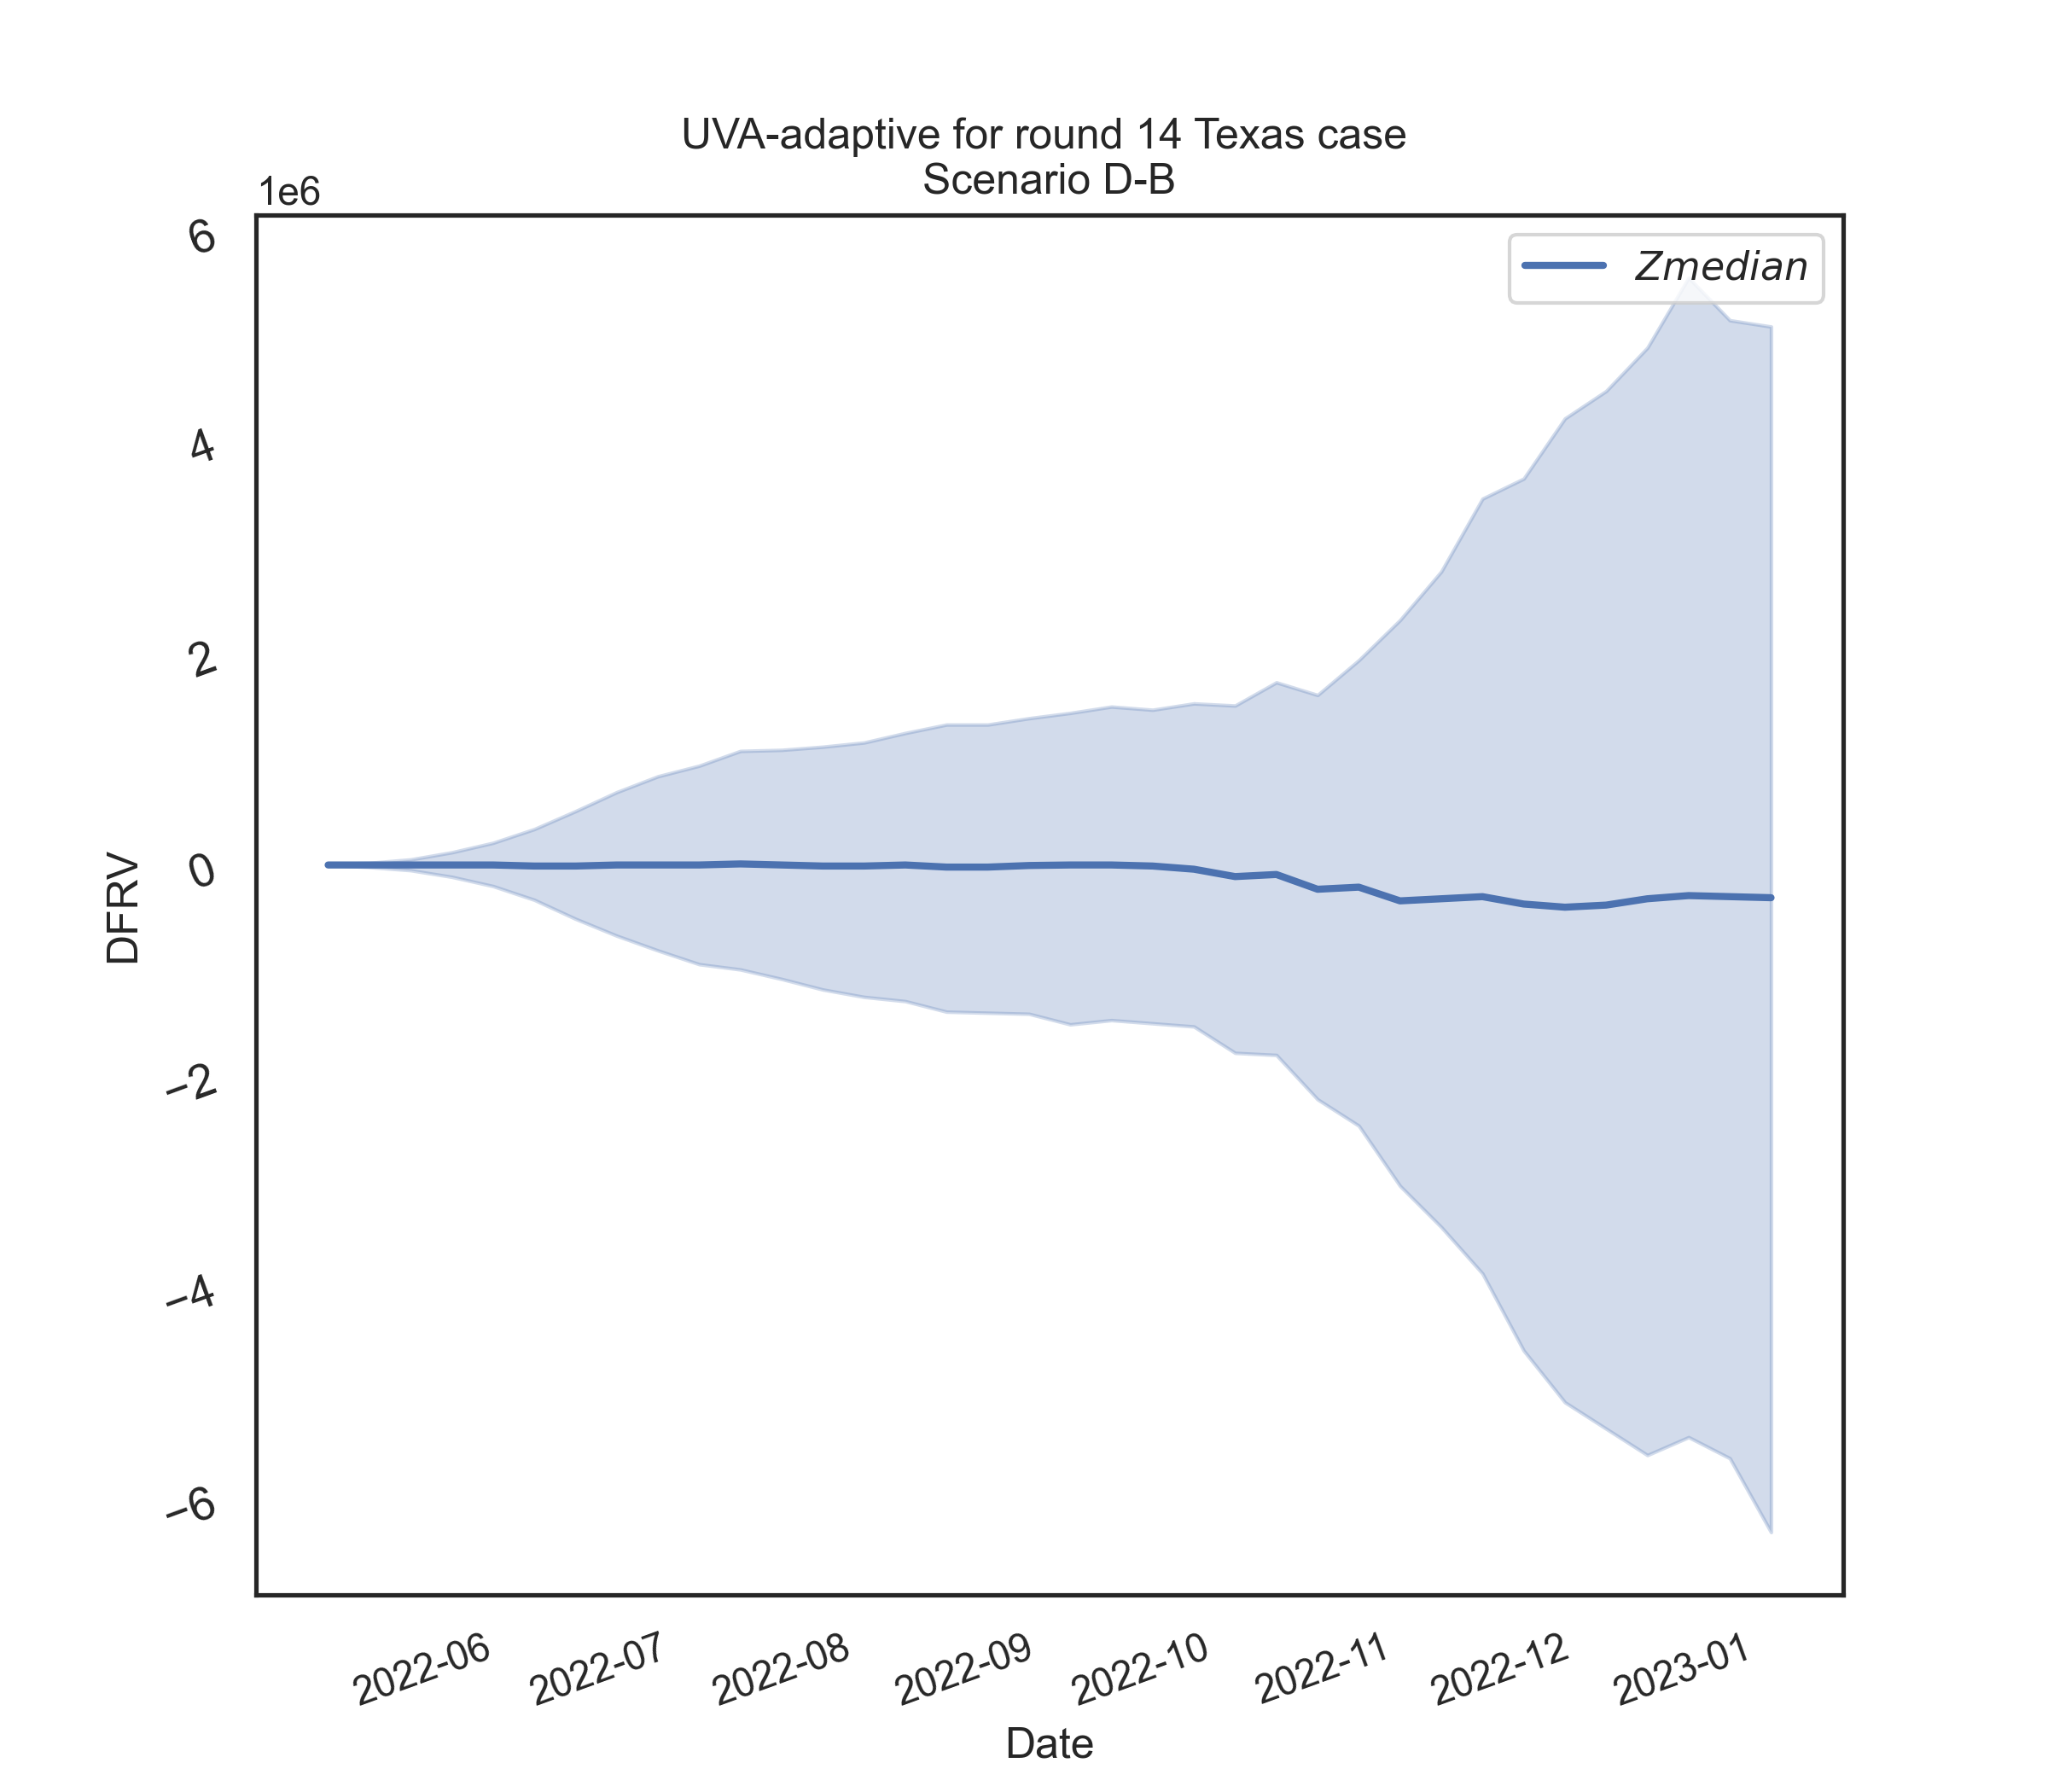 UVA-adaptive for round 14 Texas case
Scenario D-B
1e6
Zmedian
6
4
2
0
−2
−4
−6
DFRV
2022-06
2022-07
2022-08
2022-09
2022-10
2022-11
2022-12
2023-01
Date